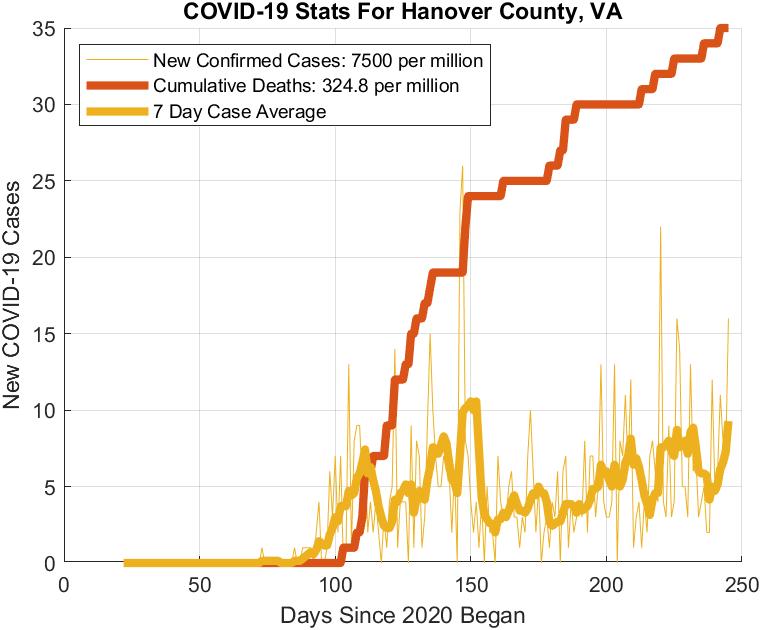 COVID-19 Stats For Hanover County, VA
New Confirmed Cases: 7500 per million
Cumulative Deaths: 324.8 per million
7 Day Case Average
New COVID-19 Cases
35
30
25
20
15
10
5
0
0 50 100 150 200 250
Days Since 2020 Began